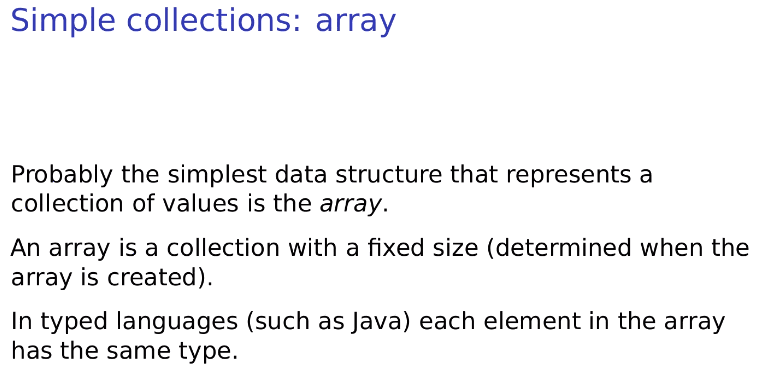 Simple collections: array
Probably the simplest data structure that represents a
collection of values is the array.
An array is a collection with a fixed size (determined when the
array is created).
In typed languages (such as Java) each element in the array
has the same type.